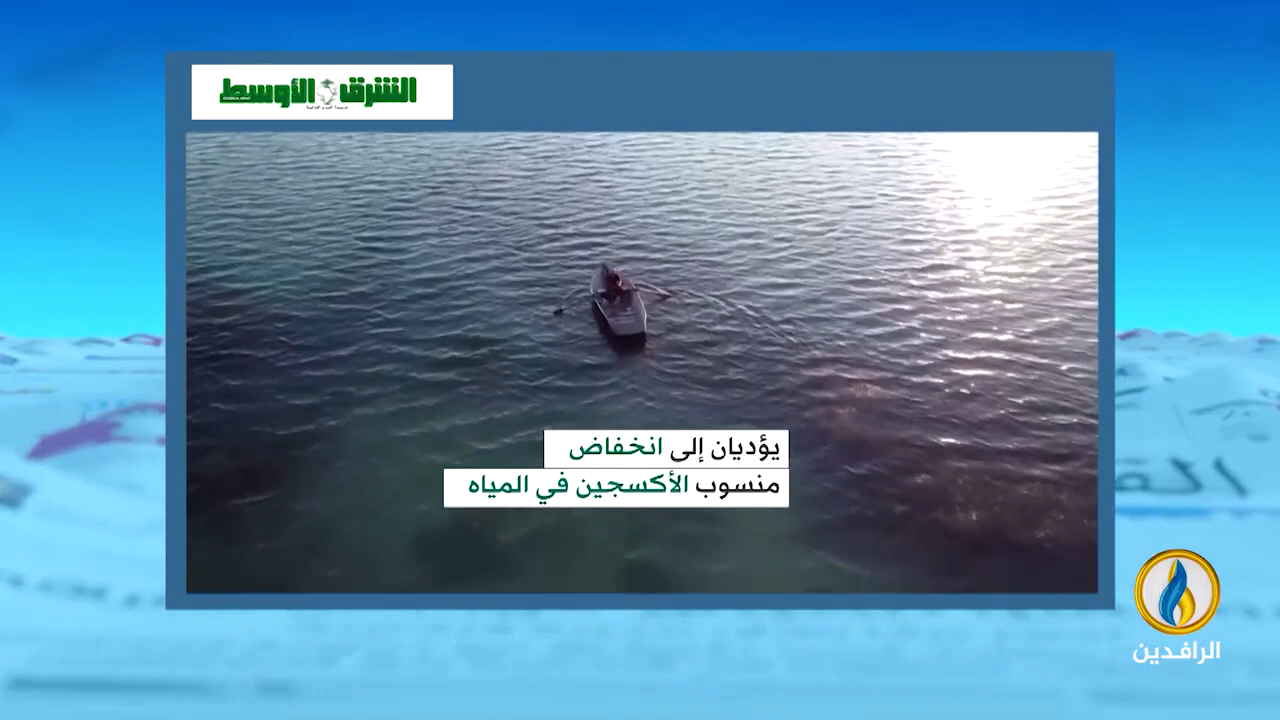 الشرق الأوسط
يؤديان إلى انخفاض
منسوب الأكسجين في المياه
الرافدين